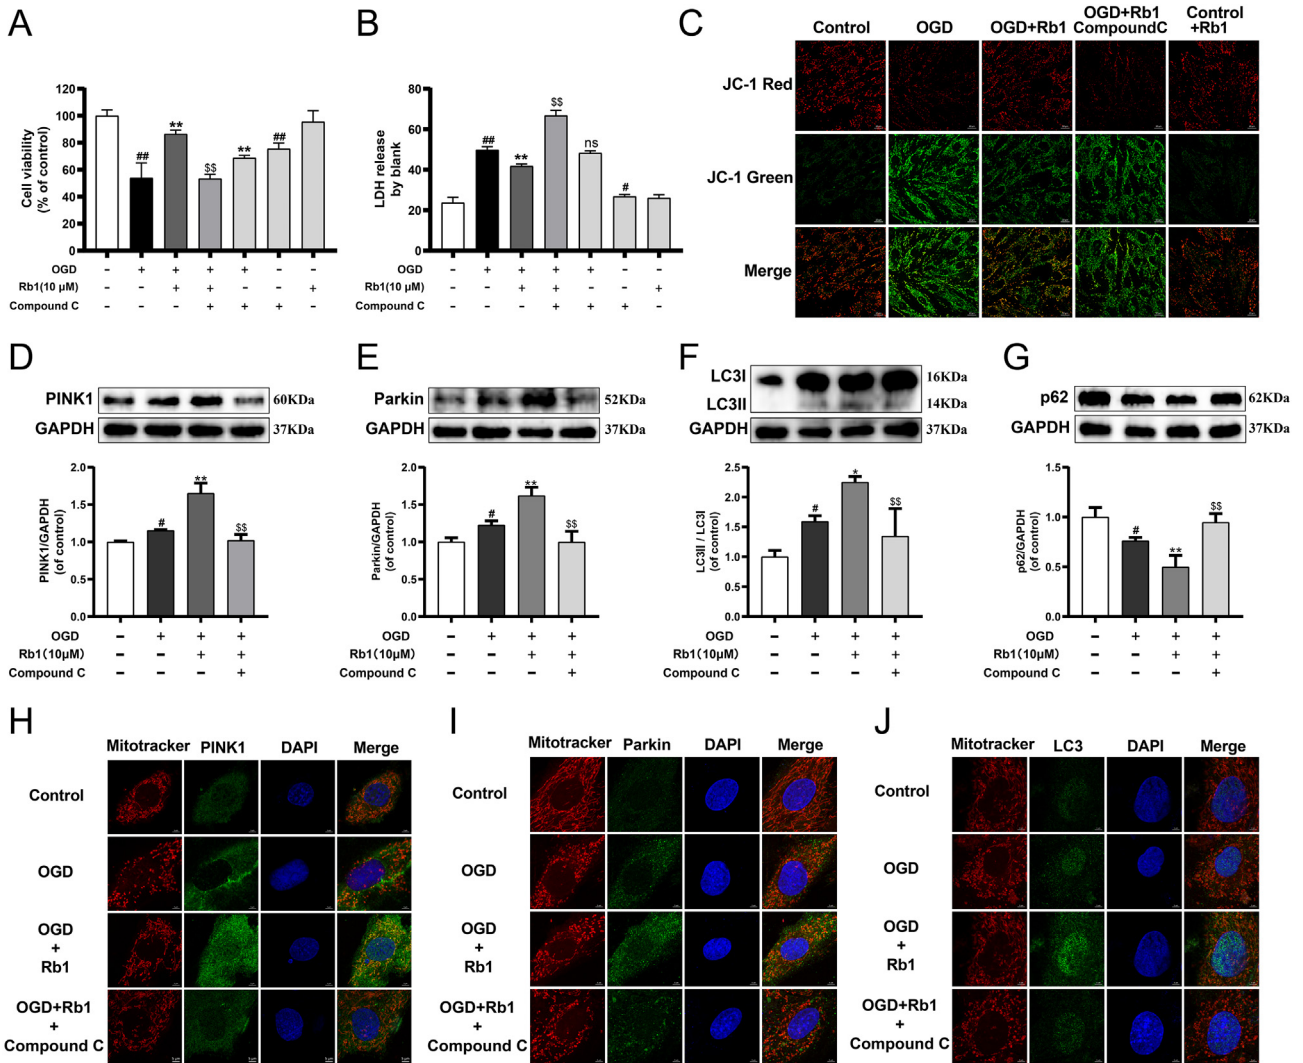 A
B
C
Control
OGD
OGD+Rb1
OGD+Rb1
CompoundC
Control
+Rb1
JC-1 Red
JC-1 Green
Merge
Cell viability
(% of control)
120
100
80
60
40
20
0
##
**
$$
**
##
OGD - + + + + - -
Rb1(10 μM) - - + + - - +
Compound C - - - + + + -
LDH release
by blank
80
60
40
20
0
##
**
$$
ns
#
OGD - + + + + - -
Rb1(10 μM) - - + + - - +
Compound C - - - + + + -
D
PINK1 60KDa
GAPDH 37KDa
PINK1/GAPDH
(of control)
2.0
1.5
1.0
0.5
0.0
#
**
$$
OGD - + + +
Rb1(10μM) - - + +
Compound C - - - +
E
Parkin 52KDa
GAPDH 37KDa
Parkin/GAPDH
(of control)
2.0
1.5
1.0
0.5
0.0
#
**
$$
OGD - + + +
Rb1(10μM) - - + +
Compound C - - - +
F
LC3I 16KDa
LC3II 14KDa
GAPDH 37KDa
LC3II / LC3I
(of control)
2.5
2.0
1.5
1.0
0.5
0.0
#
*
$$
OGD - + + +
Rb1(10μM) - - + +
Compound C - - - +
G
p62 62KDa
GAPDH 37KDa
p62/GAPDH
(of control)
1.5
1.0
0.5
0.0
#
**
$$
OGD - + + +
Rb1(10μM) - - + +
Compound C - - - +
H
Mitotracker PINK1 DAPI Merge
Control
OGD
OGD
+
Rb1
OGD+Rb1
+
Compound C
I
Mitotracker Parkin DAPI Merge
Control
OGD
OGD
+
Rb1
OGD+Rb1
+
Compound C
J
Mitotracker LC3 DAPI Merge
Control
OGD
OGD
+
Rb1
OGD+Rb1
+
Compound C